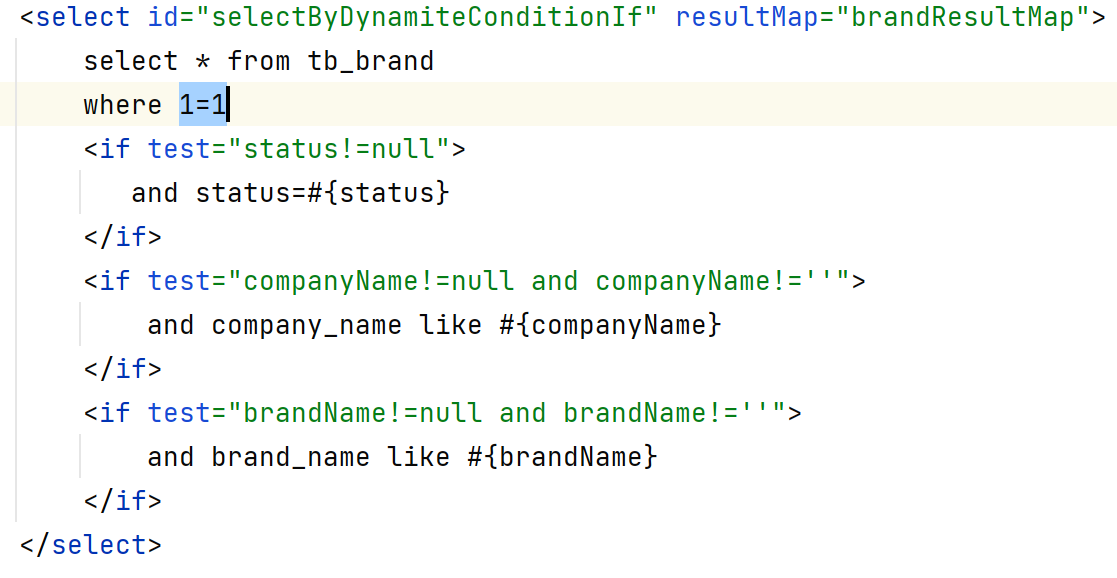 <select id="selectByDynamiteConditionIf" resultMap="brandResultMap">
    select * from tb_brand
    where 1=1
    <if test="status!=null">
       and status=#{status}
    </if>
    <if test="companyName!=null and companyName!=''">
        and company_name like #{companyName}
    </if>
    <if test="brandName!=null and brandName!=''">
        and brand_name like #{brandName}
    </if>
</select>